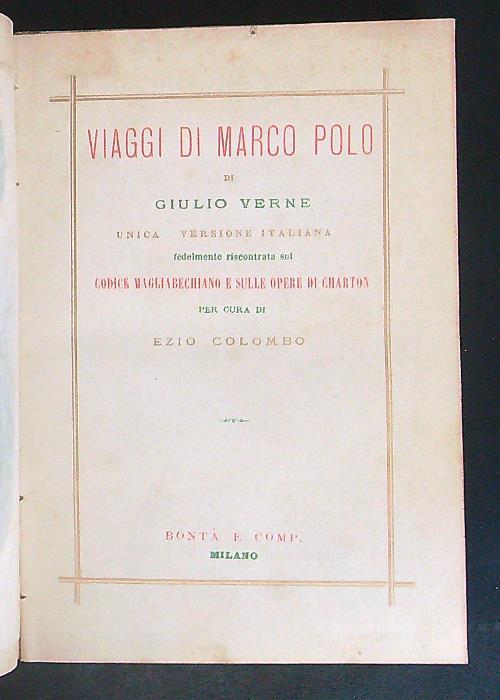 VIAGGI DI MARCO POLO
DI
GIULIO VERNE
UNICA VERSIONE ITALIANA
fedelmente riscontrata sul
CODICE MAGLIABECHIANO E SULLE OPERE DI CHARTON
PER CURA DI
EZIO COLOMBO
BONTÀ E COMP.
MILANO